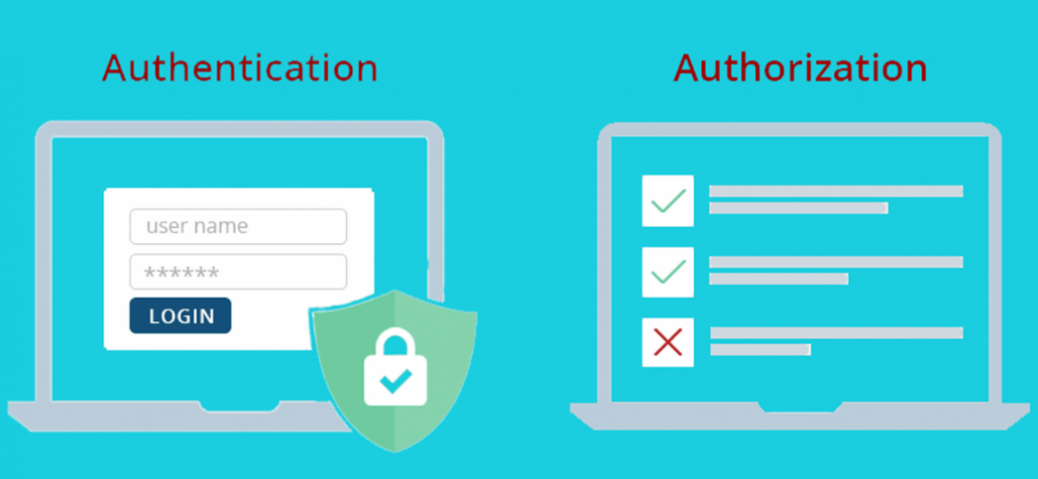 Authentication
Authorization
user name
******
LOGIN